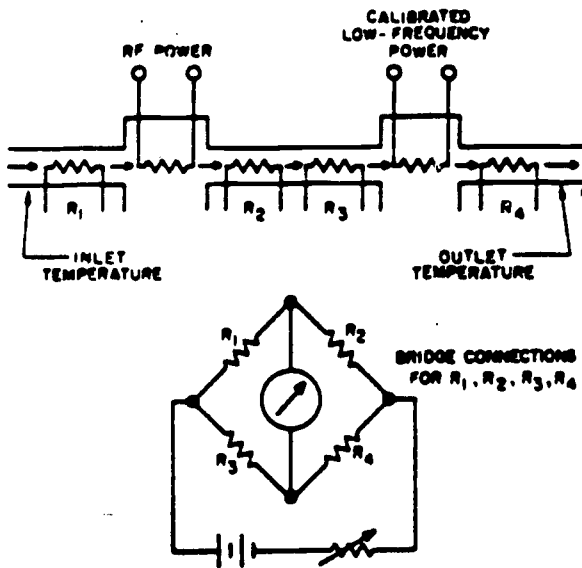 RF POWER
CALIBRATED
LOW-FREQUENCY
POWER
R1
R2
R3
R4
INLET
TEMPERATURE
OUTLET
TEMPERATURE
R1
R2
BRIDGE CONNECTIONS
FOR R1, R2, R3, R4
R3
R4